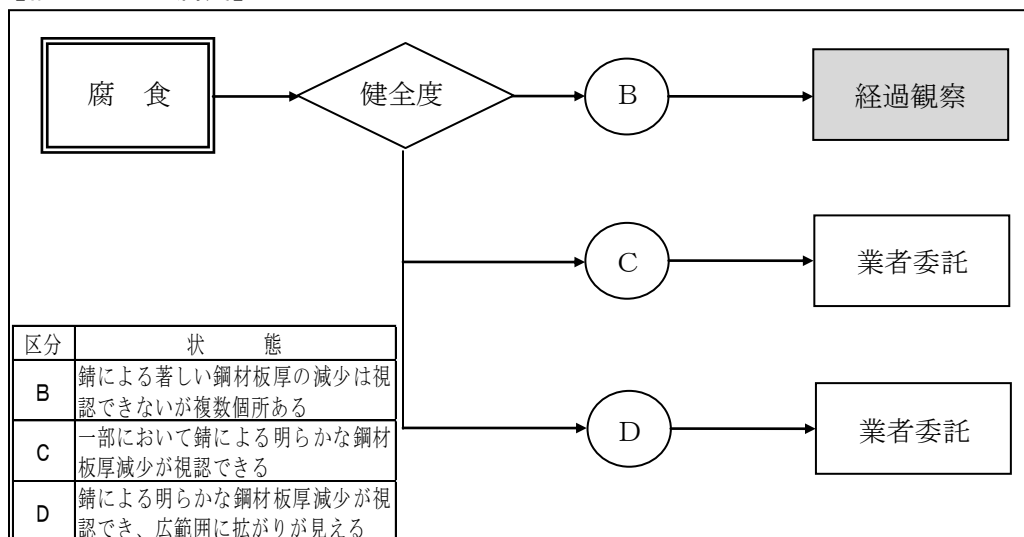 腐　食
健全度
B
経過観察
C
業者委託
D
業者委託
区分 状　　態
B 錆による著しい鋼材板厚の減少は視
認できないが複数個所ある
C 一部において錆による明らかな鋼材
板厚減少が視認できる
D 錆による明らかな鋼材板厚減少が視
認でき、広範囲に拡がりが見える